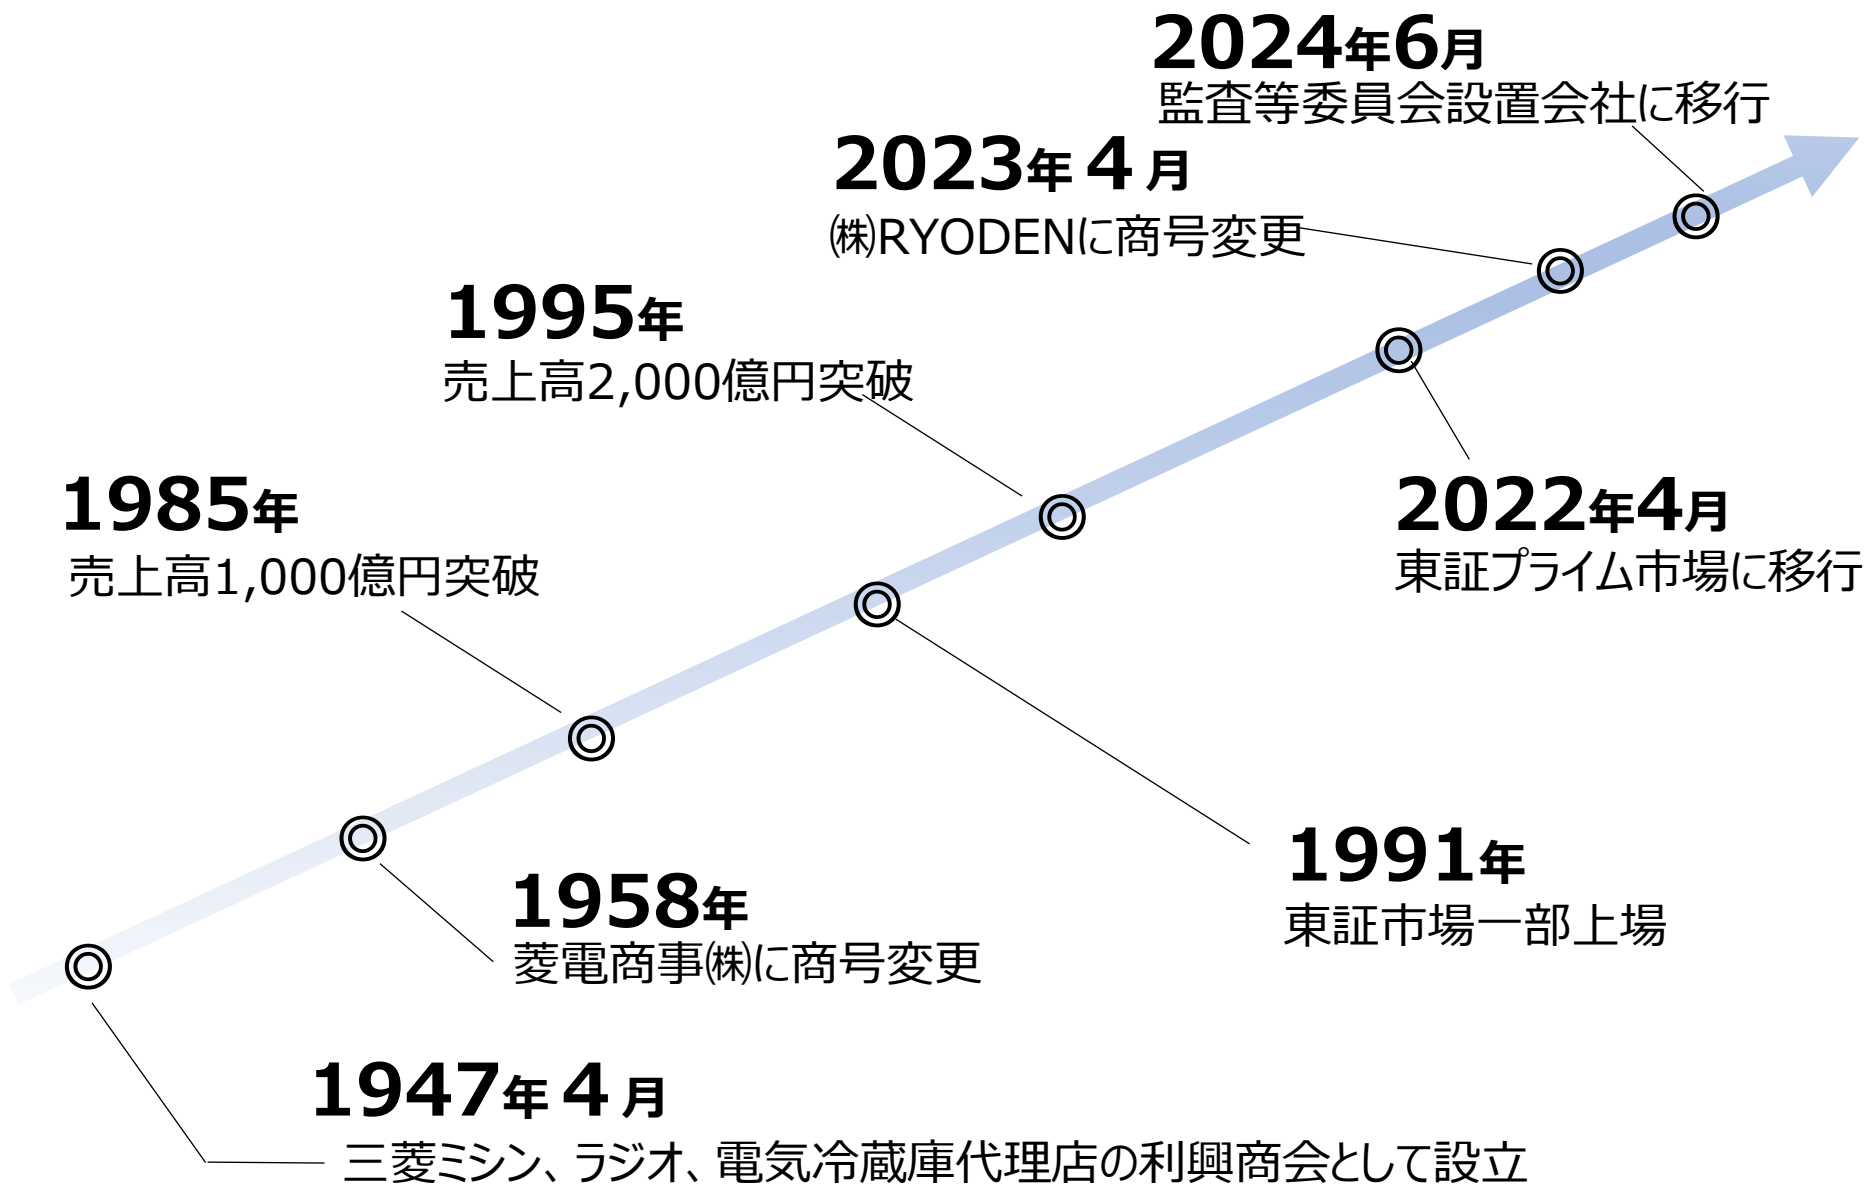 2024年6月
監査等委員会設置会社に移行
2023年４月
㈱RYODENに商号変更
1995年
売上高2,000億円突破
1985年
売上高1,000億円突破
2022年4月
東証プライム市場に移行
1991年
東証市場一部上場
1958年
菱電商事㈱に商号変更
1947年４月
三菱ミシン、ラジオ、電気冷蔵庫代理店の利興商会として設立